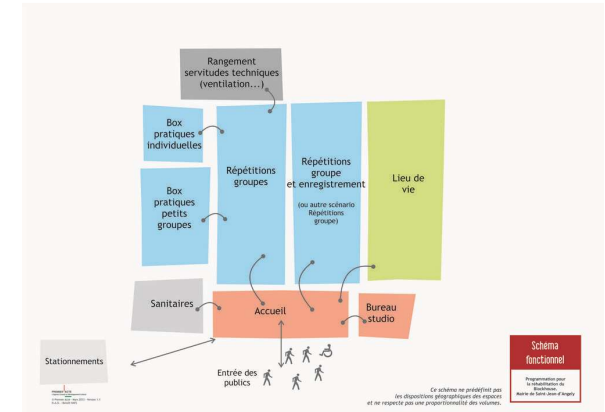 Rangement
servitudes techniques
(ventilation...)
Box
pratiques
individuelles
Répétitions
groupes
Répétitions
groupe
et enregistrement
(ou autre scénario
Répétitions
groupe)
Lieu de
vie
Box
pratiques
petits
groupes
Sanitaires
Accueil
Bureau
studio
Stationnements
Entrée des
publics
Ce schéma ne prédéfinit pas
les dispositions géographiques des espaces
et ne respecte pas une proportionnalité des volumes.
Schéma
fonctionnel
Programmation pour
la réhabilitation du
Blockhouse.
Mairie de Saint-Jean-d'Angely